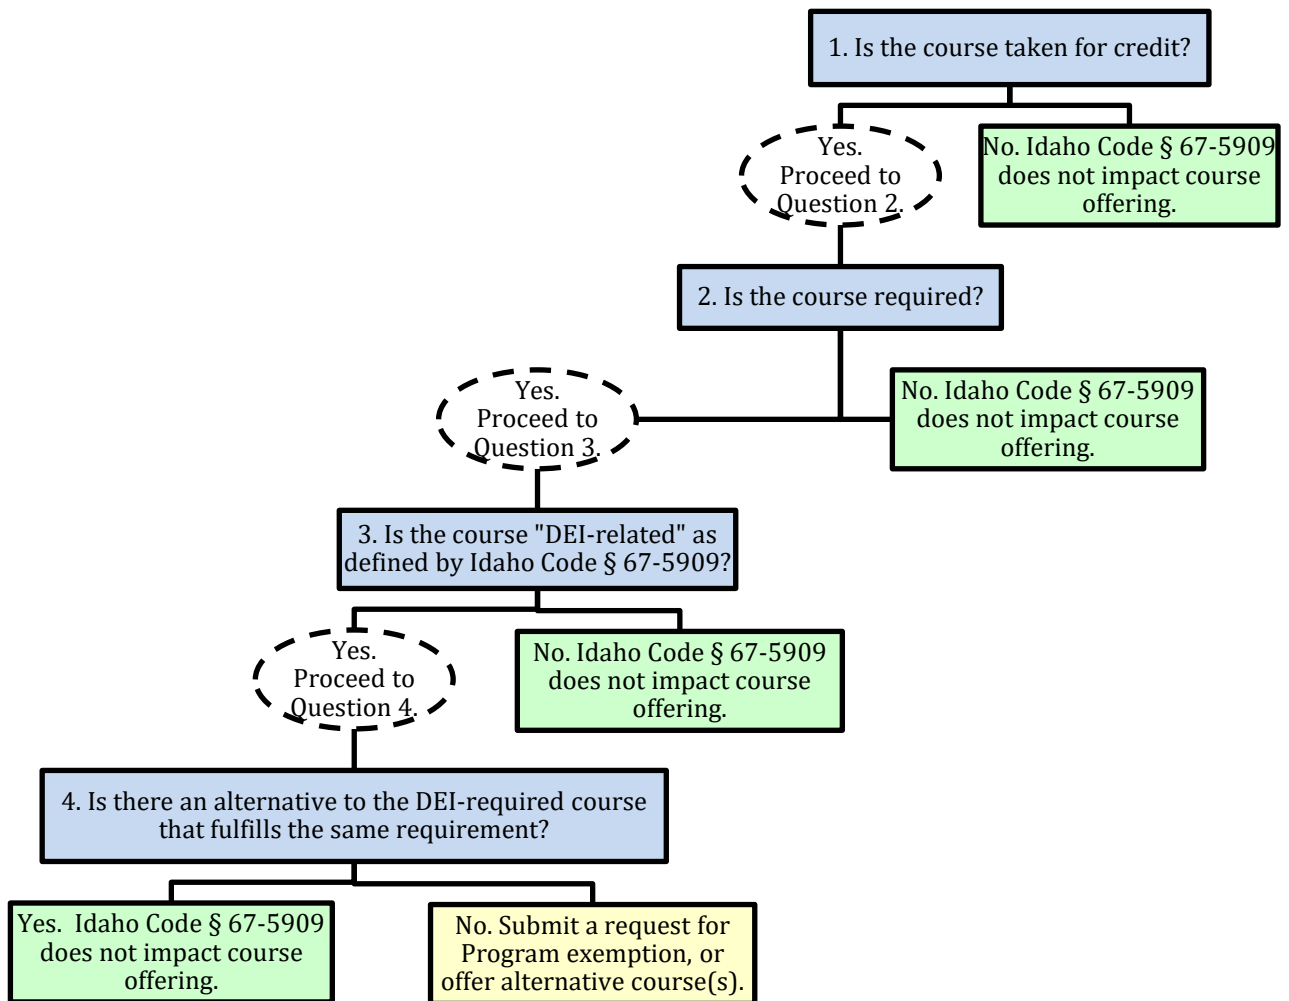 1. Is the course taken for credit?
Yes.
Proceed to
Question 2.
No. Idaho Code § 67-5909
does not impact course
offering.
2. Is the course required?
Yes.
Proceed to
Question 3.
No. Idaho Code § 67-5909
does not impact course
offering.
3. Is the course "DEI-related" as
defined by Idaho Code § 67-5909?
Yes.
Proceed to
Question 4.
No. Idaho Code § 67-5909
does not impact course
offering.
4. Is there an alternative to the DEI-required course
that fulfills the same requirement?
Yes.  Idaho Code § 67-5909
does not impact course
offering.
No. Submit a request for
Program exemption, or
offer alternative course(s).